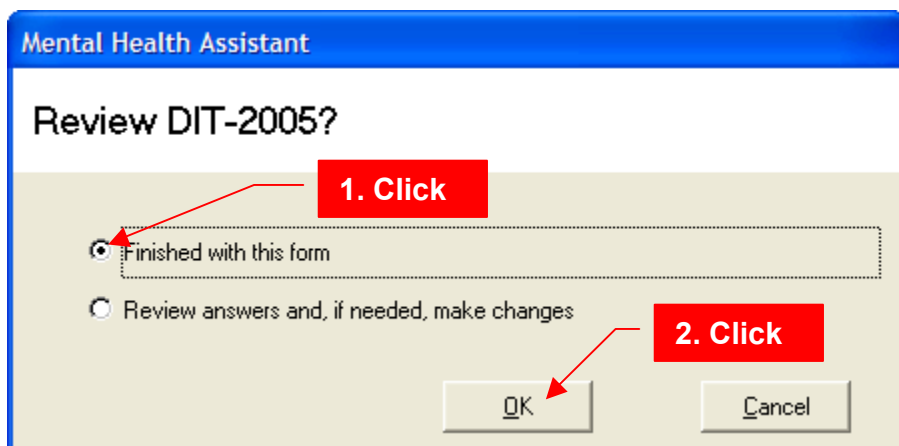 Mental Health Assistant
Review DIT-2005?
1. Click
Finished with this form
Review answers and, if needed, make changes
2. Click
OK
Cancel